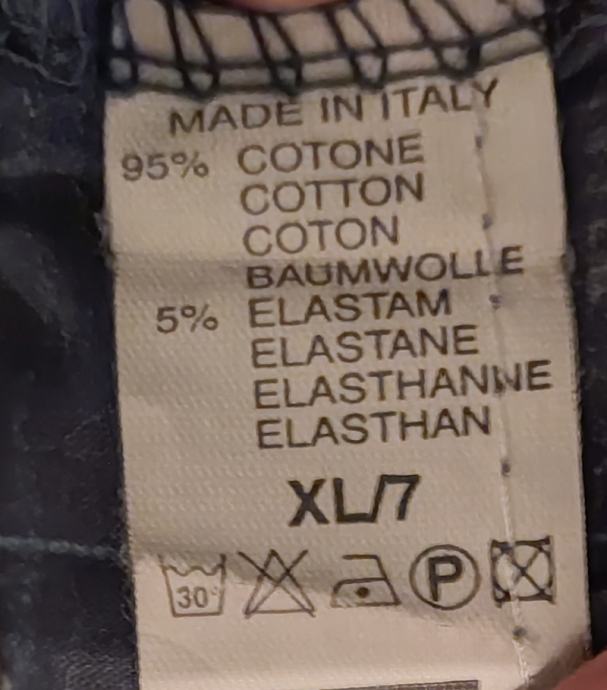 MADE IN ITALY
95% COTONE
COTTON
COTON
BAUMWOLLE
5% ELASTAM
ELASTANE
ELASTHANNE
ELASTHAN
XL/7
30 P